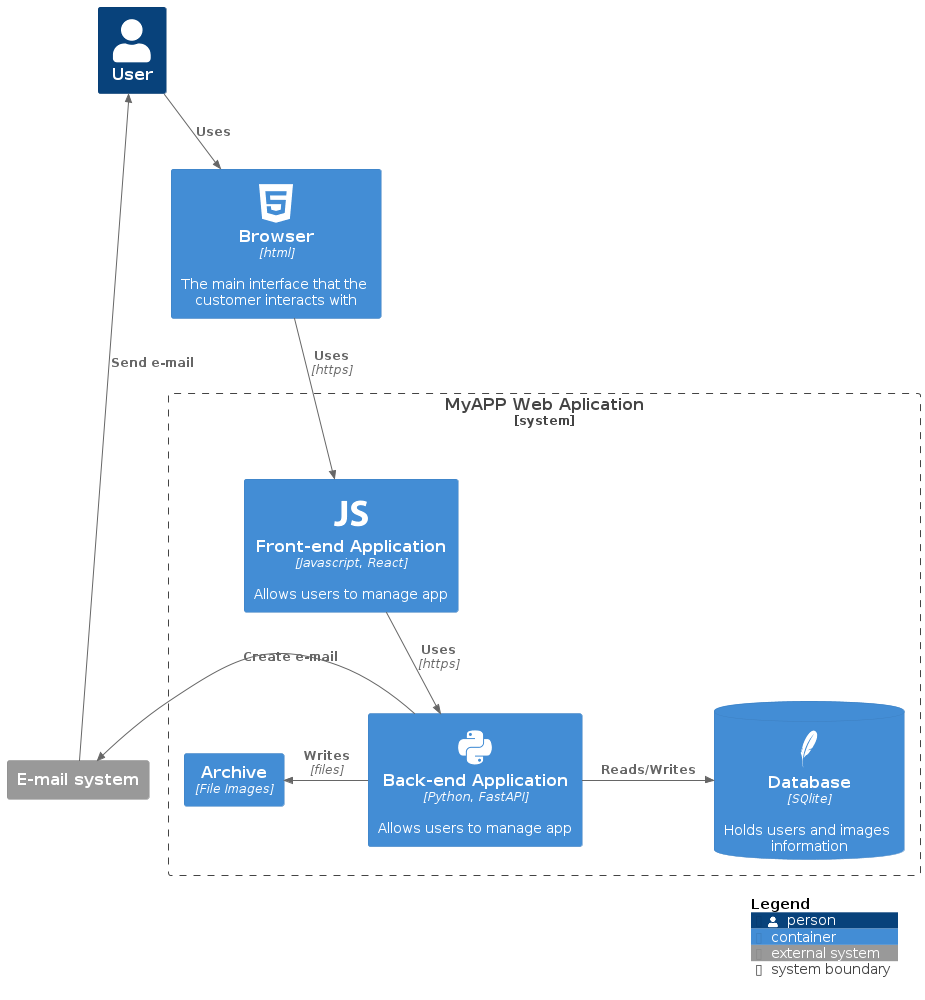 User
Uses
Browser
[html]
The main interface that the
customer interacts with
Uses
[https]
Send e-mail
MyAPP Web Aplication
[system]
JS
Front-end Application
[Javascript, React]
Allows users to manage app
Uses
[https]
Create e-mail
E-mail system
Archive
[File Images]
Writes
[files]
Back-end Application
[Python, FastAPI]
Allows users to manage app
Reads/Writes
Database
[SQlite]
Holds users and images
information
Legend
person
container
external system
system boundary